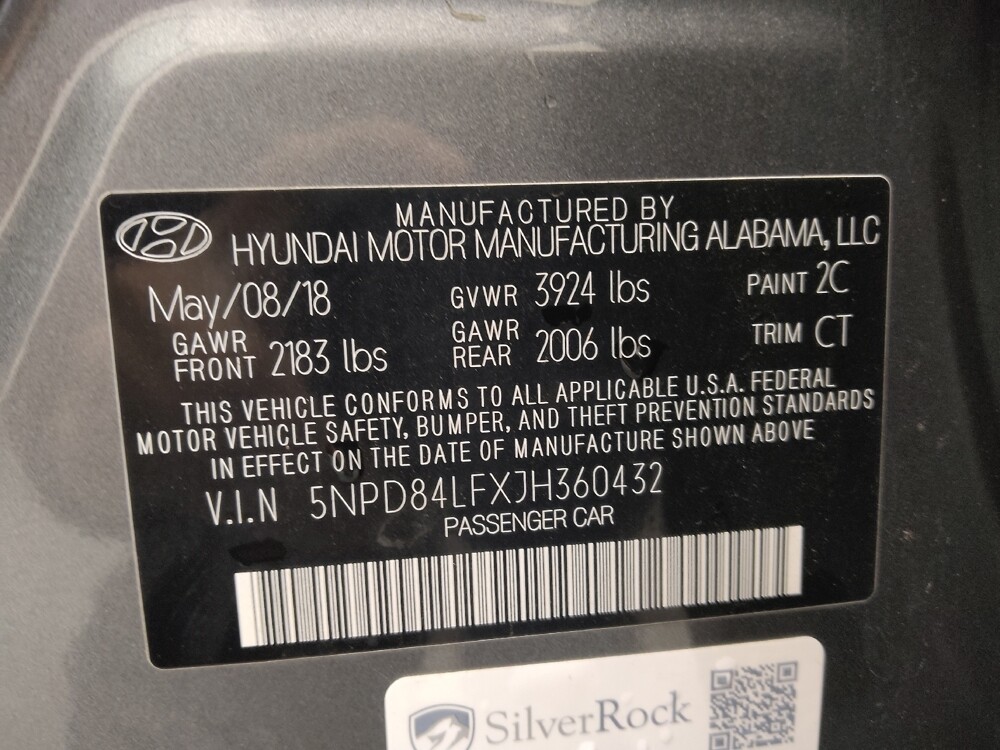 MANUFACTURED BY
HYUNDAI MOTOR MANUFACTURING ALABAMA, LLC
May/08/18 GVWR 3924 lbs PAINT 2C
GAWR FRONT 2183 lbs GAWR REAR 2006 lbs TRIM CT
THIS VEHICLE CONFORMS TO ALL APPLICABLE U.S.A. FEDERAL
MOTOR VEHICLE SAFETY, BUMPER, AND THEFT PREVENTION STANDARDS
IN EFFECT ON THE DATE OF MANUFACTURE SHOWN ABOVE
V.I.N 5NPD84LFXJH360432
PASSENGER CAR
SilverRock